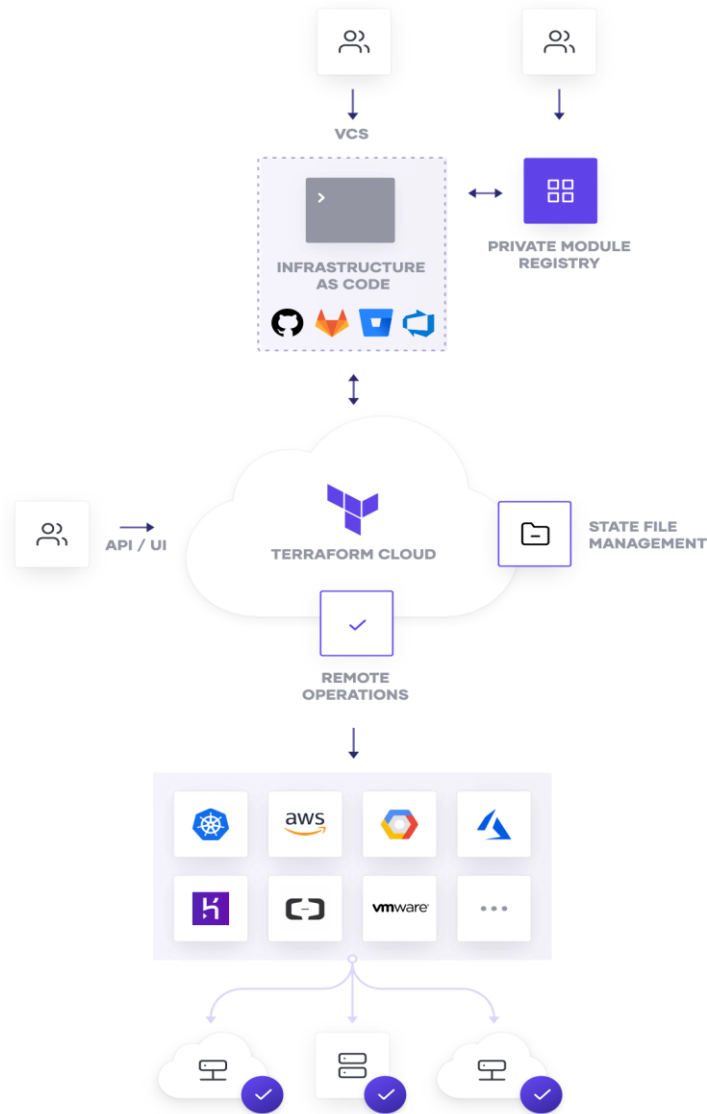 VCS
INFRASTRUCTURE
AS CODE
PRIVATE MODULE
REGISTRY
API / UI
TERRAFORM CLOUD
STATE FILE
MANAGEMENT
REMOTE
OPERATIONS
aws
vmware